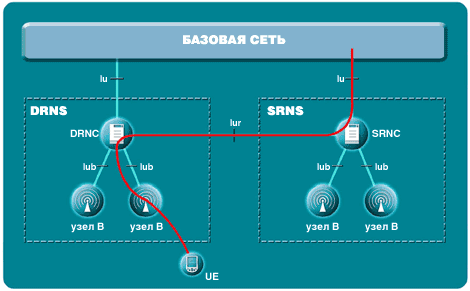 БАЗОВАЯ СЕТЬ
Iu
Iu
DRNS
SRNS
Iur
DRNC
SRNC
Iub
Iub
Iub
Iub
узел B
узел B
узел B
узел B
UE